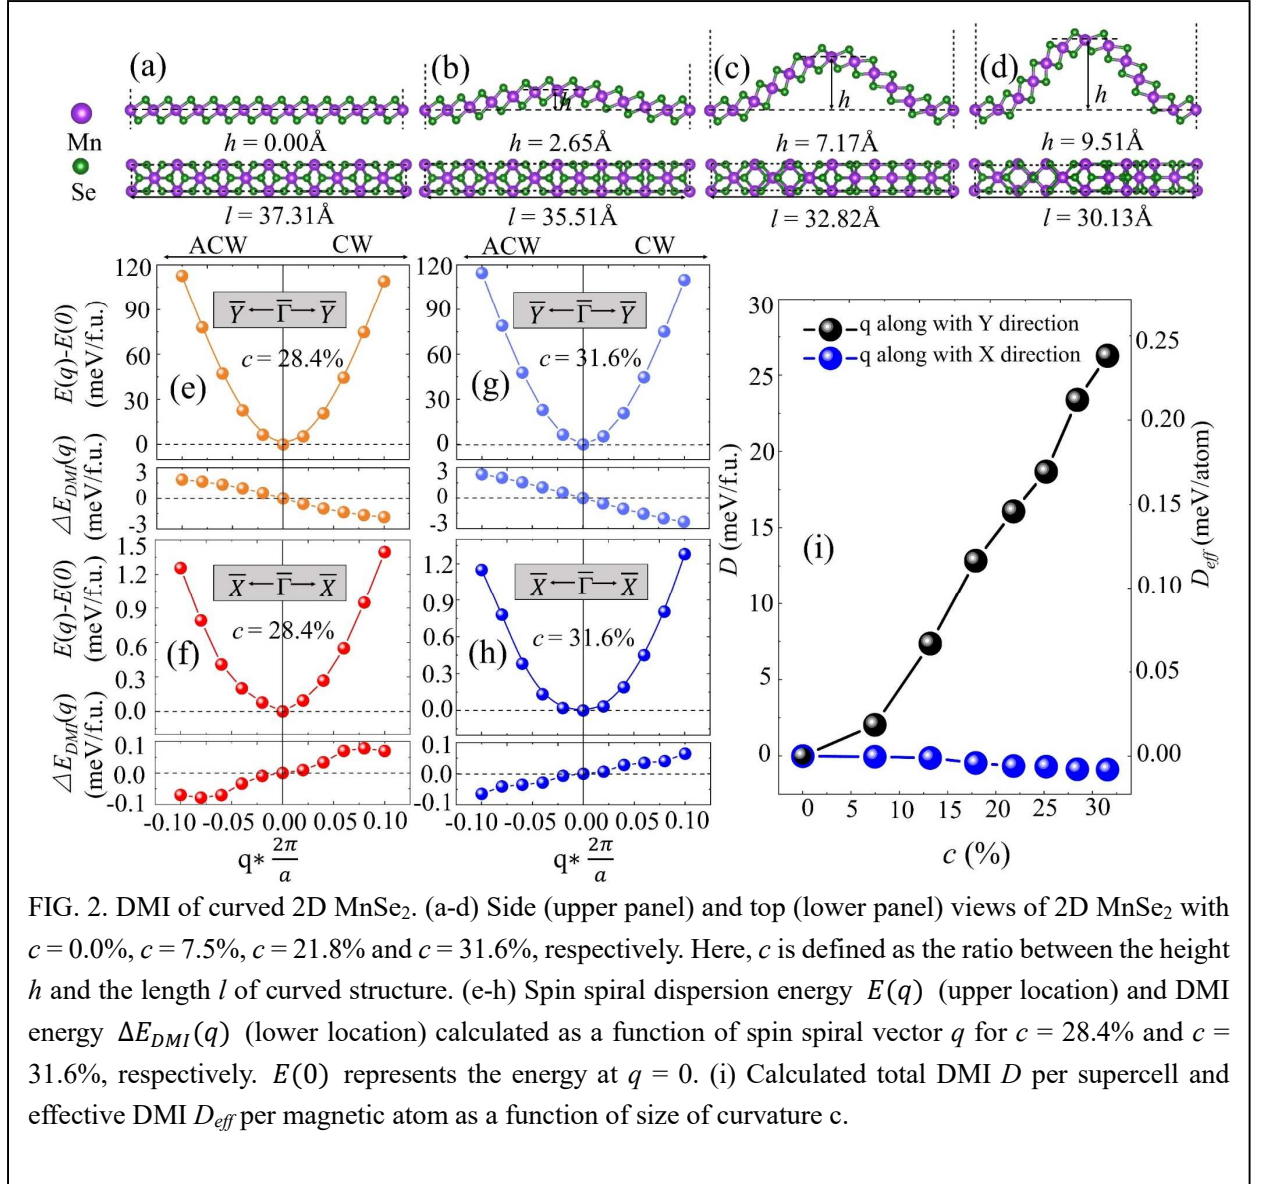 (a)
(b)
(c)
(d)
Mn
Se
h
h
h
h = 0.00Å
h = 2.65Å
h = 7.17Å
h = 9.51Å
l = 37.31Å
l = 35.51Å
l = 32.82Å
l = 30.13Å
ACW CW
ACW CW
E(q)-E(0)
(meV/f.u.)
120
90
60
30
0
Y̅ ← Γ̅ → Y̅
c = 28.4%
(e)
120
90
60
30
0
Y̅ ← Γ̅ → Y̅
c = 31.6%
(g)
ΔE_DMI(q)
(meV/f.u.)
3
0
-3
3
0
-3
E(q)-E(0)
(meV/f.u.)
1.5
1.2
0.9
0.6
0.3
0.0
X̅ ← Γ̅ → X̅
c = 28.4%
(f)
1.2
0.9
0.6
0.3
0.0
X̅ ← Γ̅ → X̅
c = 31.6%
(h)
ΔE_DMI(q)
(meV/f.u.)
0.1
0.0
-0.1
0.1
0.0
-0.1
-0.10 -0.05 0.00 0.05 0.10
-0.10 -0.05 0.00 0.05 0.10
q* 2π/a
q* 2π/a
D (meV/f.u.)
30
25
20
15
10
5
0
q along with Y direction
q along with X direction
(i)
0.25
0.20
0.15
0.10
0.05
0.00
D_eff (meV/atom)
0 5 10 15 20 25 30
c (%)
FIG. 2. DMI of curved 2D MnSe₂. (a-d) Side (upper panel) and top (lower panel) views of 2D MnSe₂ with
c = 0.0%, c = 7.5%, c = 21.8% and c = 31.6%, respectively. Here, c is defined as the ratio between the height
h and the length l of curved structure. (e-h) Spin spiral dispersion energy E(q) (upper location) and DMI
energy ΔE_DMI(q) (lower location) calculated as a function of spin spiral vector q for c = 28.4% and c =
31.6%, respectively. E(0) represents the energy at q = 0. (i) Calculated total DMI D per supercell and
effective DMI D_eff per magnetic atom as a function of size of curvature c.